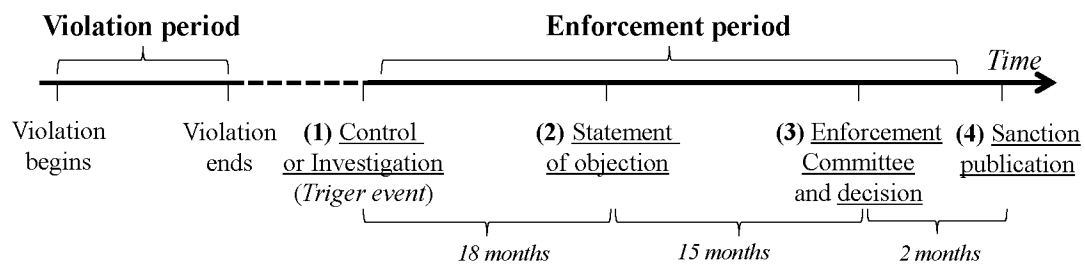 Violation period
Enforcement period
Time
Violation
begins
Violation
ends
(1) Control
or Investigation
(Triger event)
(2) Statement
of objection
(3) Enforcement
Committee
and decision
(4) Sanction
publication
18 months
15 months
2 months